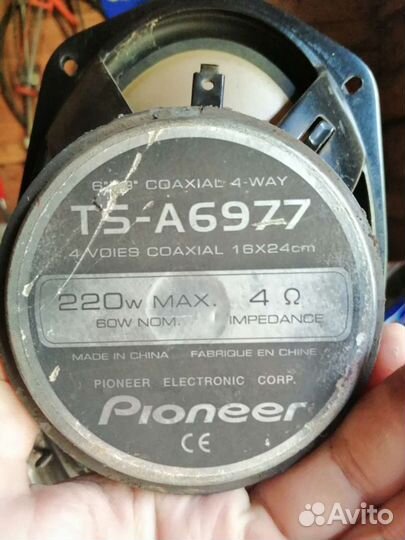 COAXIAL 4-WAY
TS-A6977
4 VOIES COAXIAL 16X24cm
220W MAX. 4 Ω
60W NOM. IMPEDANCE
MADE IN CHINA FABRIQUE EN CHINE
PIONEER ELECTRONIC CORP.
Pioneer
CE
Avito